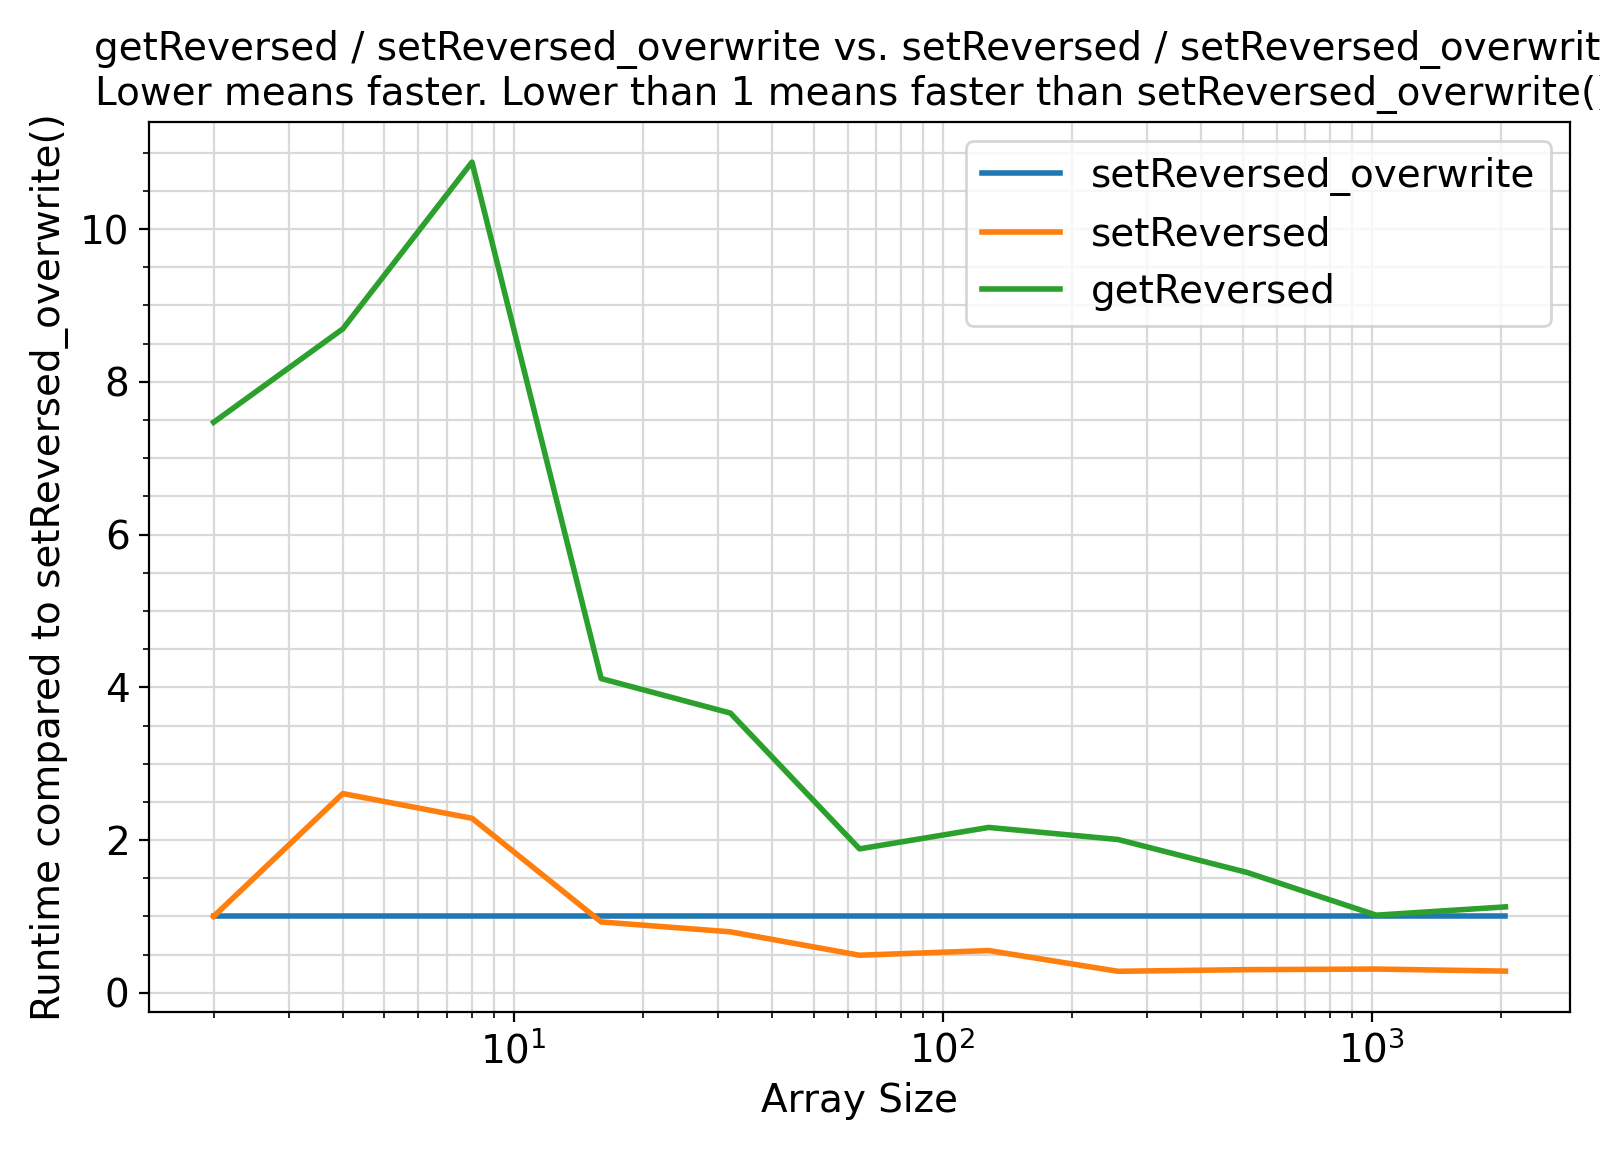 getReversed / setReversed_overwrite vs. setReversed / setReversed_overwrit
Lower means faster. Lower than 1 means faster than setReversed_overwrite()
Runtime compared to setReversed_overwrite()
setReversed_overwrite
setReversed
getReversed
10
8
6
4
2
0
10¹
10²
10³
Array Size